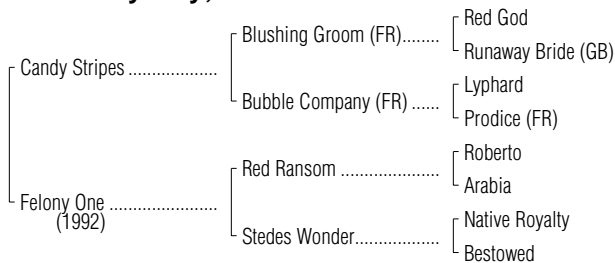 Red God
Blushing Groom (FR)........
Runaway Bride (GB)
Candy Stripes ...................
Lyphard
Bubble Company (FR) ......
Prodice (FR)
Roberto
Red Ransom ....................
Arabia
Felony One .......................
(1992)
Native Royalty
Stedes Wonder.................
Bestowed